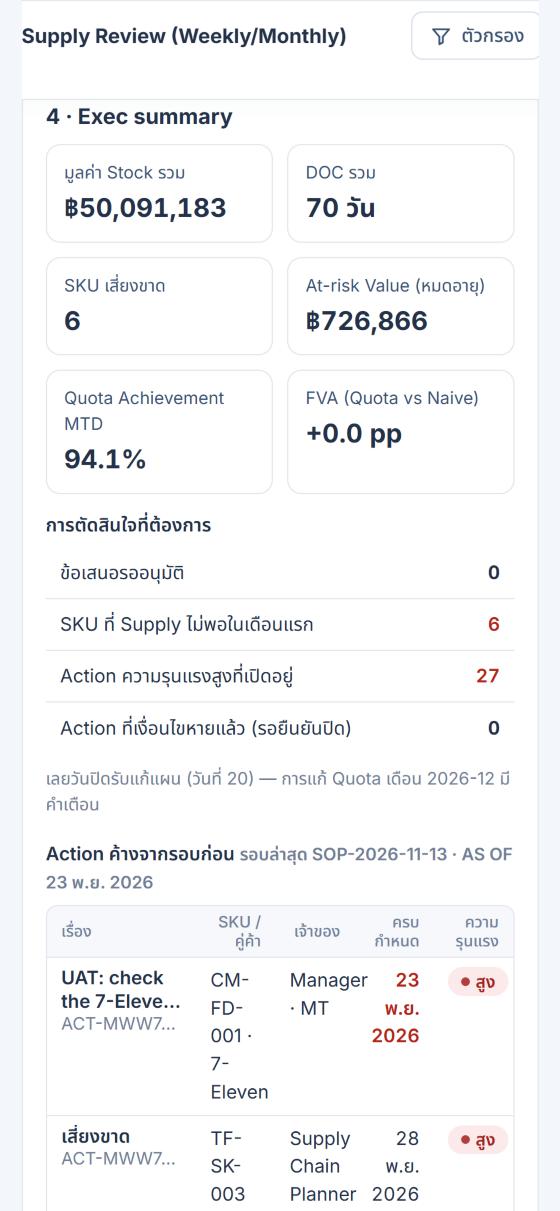 Supply Review (Weekly/Monthly)
ตัวกรอง
4 · Exec summary
มูลค่า Stock รวม
฿50,091,183
DOC รวม
70 วัน
SKU เสี่ยงขาด
6
At-risk Value (หมดอายุ)
฿726,866
Quota Achievement
MTD
94.1%
FVA (Quota vs Naive)
+0.0 pp
การตัดสินใจที่ต้องการ
ข้อเสนอรออนุมัติ 0
SKU ที่ Supply ไม่พอในเดือนแรก 6
Action ความรุนแรงสูงที่เปิดอยู่ 27
Action ที่เงื่อนไขหายแล้ว (รอยืนยันปิด) 0
เลยวันปิดรับแก้แผน (วันที่ 20) — การแก้ Quota เดือน 2026-12 มี
คำเตือน
Action ค้างจากรอบก่อน รอบล่าสุด SOP-2026-11-13 · AS OF
23 พ.ย. 2026
เรื่อง
SKU /
คู่ค้า
เจ้าของ
ครบ
กำหนด
ความ
รุนแรง
UAT: check
the 7-Eleve...
ACT-MWW7...
CM-
FD-
001 ·
7-
Eleven
Manager
· MT
23
พ.ย.
2026
สูง
เสี่ยงขาด
ACT-MWW7...
TF-
SK-
003
Supply
Chain
Planner
28
พ.ย.
2026
สูง